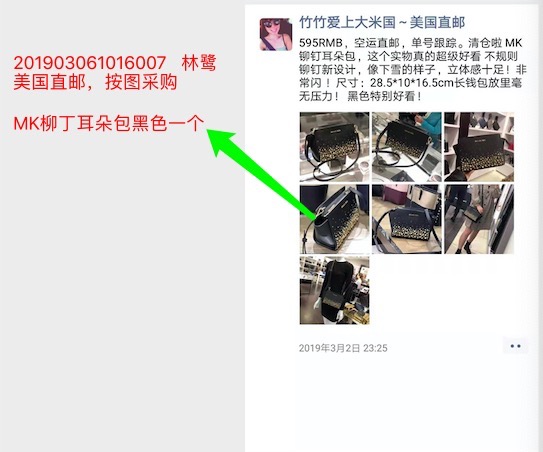 201903061016007 林鹭
美国直邮，按图采购
MK柳丁耳朵包黑色一个
竹竹爱上大米国～美国直邮
595RMB，空运直邮，单号跟踪。清仓啦 MK
铆钉耳朵包，这个实物真的超级好看 不规则
铆钉新设计，像下雪的样子，立体感十足！非
常闪！尺寸：28.5*10*16.5cm长钱包放里毫
无压力！ 黑色特别好看！
2019年3月2日 23:25